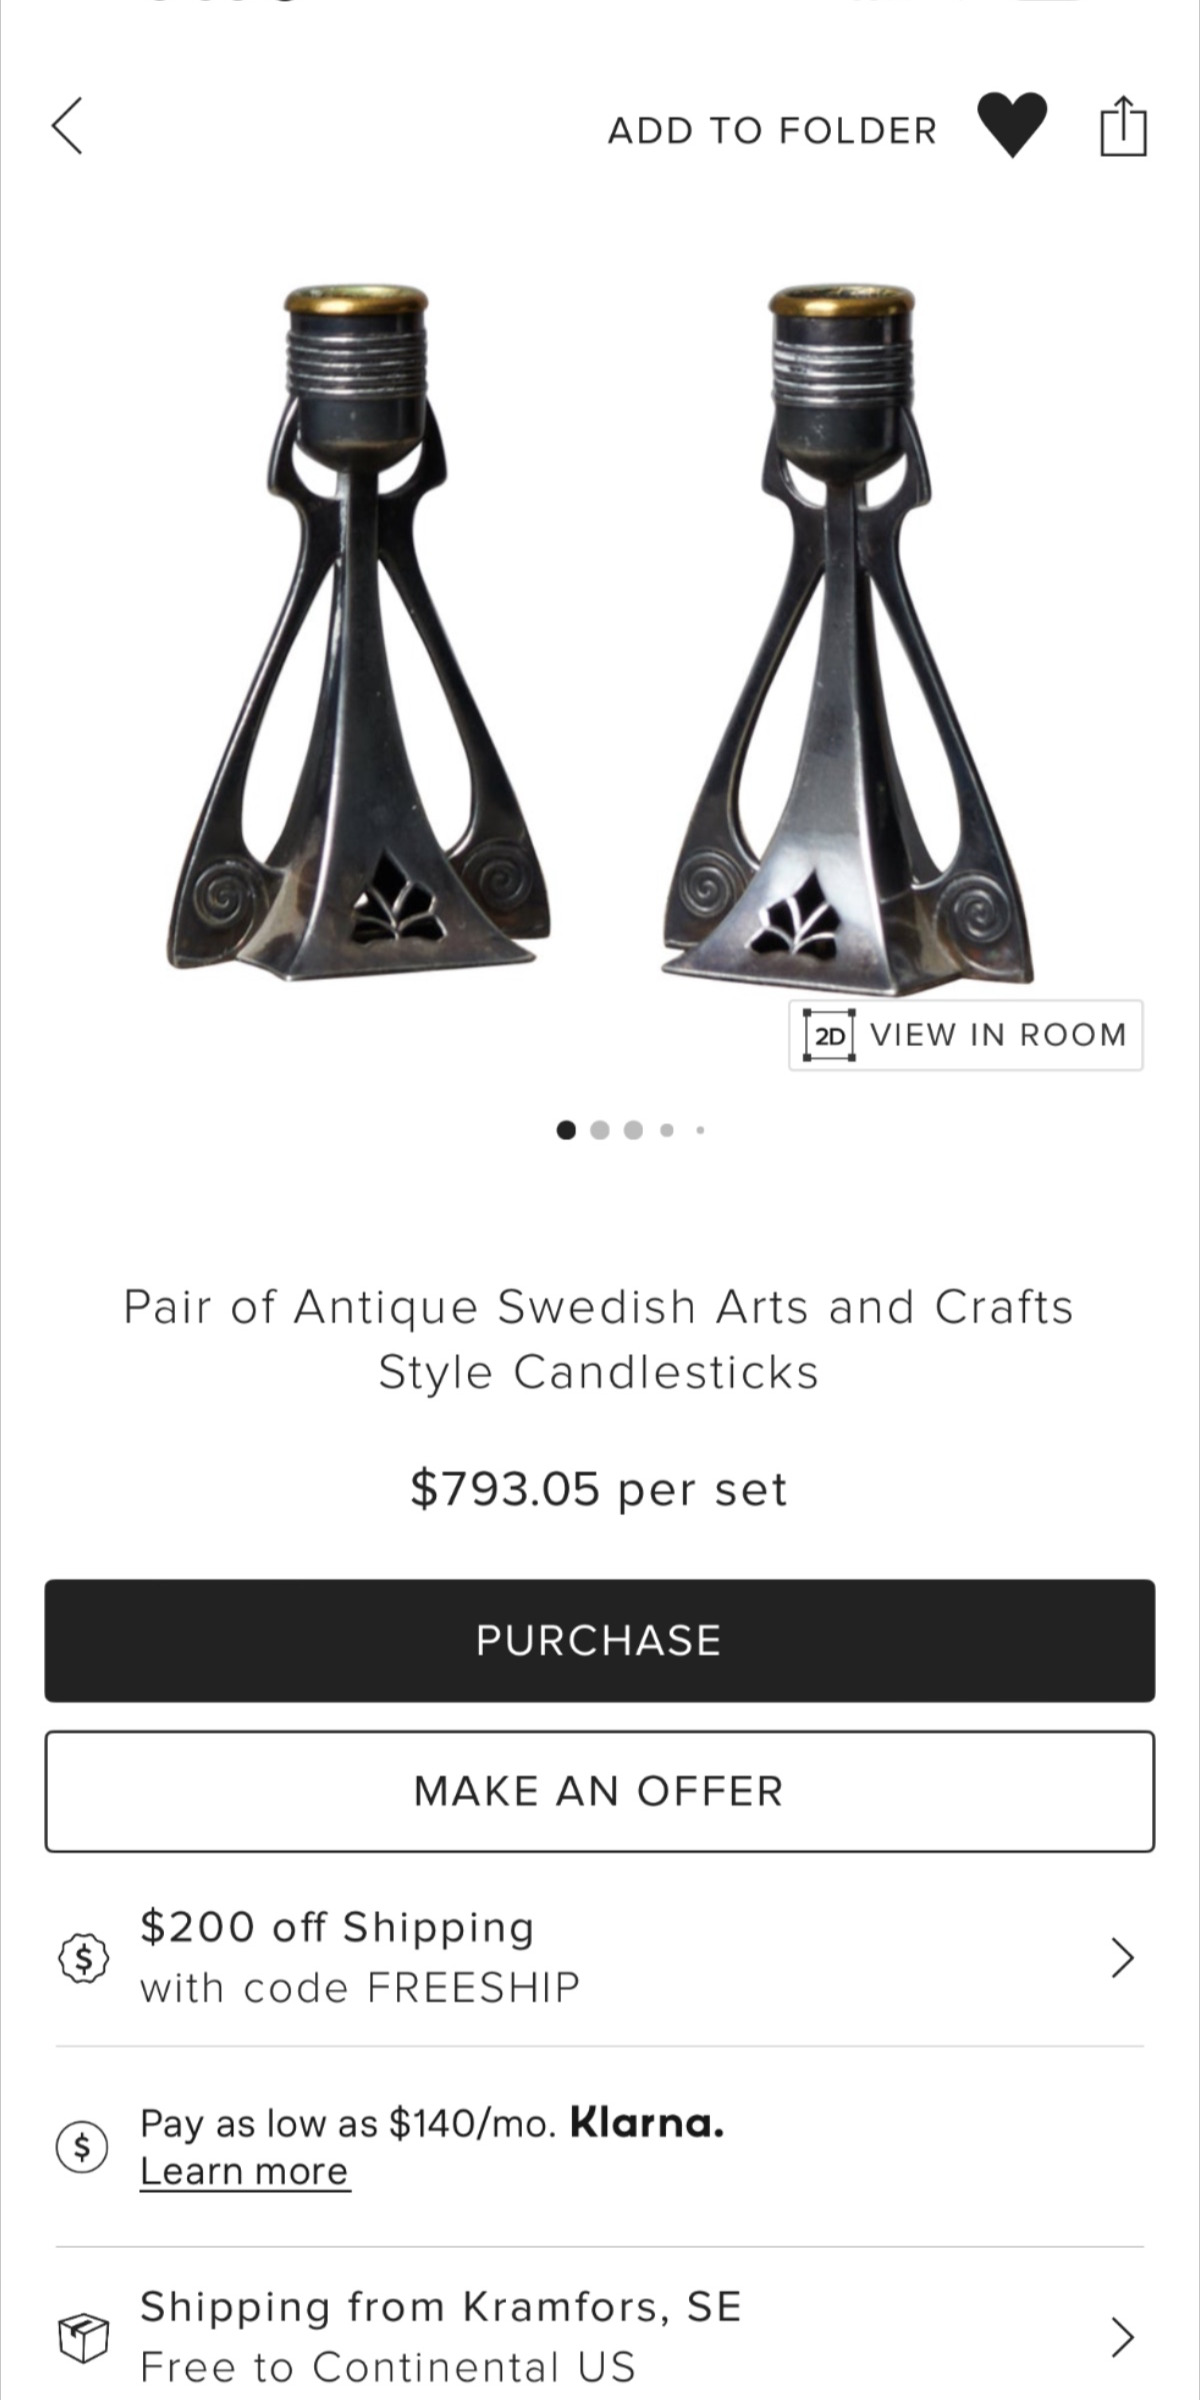 ADD TO FOLDER
2D VIEW IN ROOM
Pair of Antique Swedish Arts and Crafts
Style Candlesticks
$793.05 per set
PURCHASE
MAKE AN OFFER
$200 off Shipping
with code FREESHIP
Pay as low as $140/mo. Klarna.
Learn more
Shipping from Kramfors, SE
Free to Continental US